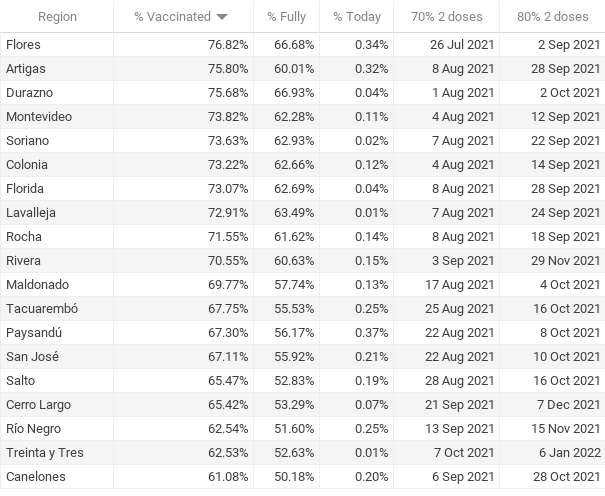 Region % Vaccinated % Fully % Today 70% 2 doses 80% 2 doses
Flores 76.82% 66.68% 0.34% 26 Jul 2021 2 Sep 2021
Artigas 75.80% 60.01% 0.32% 8 Aug 2021 28 Sep 2021
Durazno 75.68% 66.93% 0.04% 1 Aug 2021 2 Oct 2021
Montevideo 73.82% 62.28% 0.11% 4 Aug 2021 12 Sep 2021
Soriano 73.63% 62.93% 0.02% 7 Aug 2021 22 Sep 2021
Colonia 73.22% 62.66% 0.12% 4 Aug 2021 14 Sep 2021
Florida 73.07% 62.69% 0.04% 8 Aug 2021 28 Sep 2021
Lavalleja 72.91% 63.49% 0.01% 7 Aug 2021 24 Sep 2021
Rocha 71.55% 61.62% 0.14% 8 Aug 2021 18 Sep 2021
Rivera 70.55% 60.63% 0.15% 3 Sep 2021 29 Nov 2021
Maldonado 69.77% 57.74% 0.13% 17 Aug 2021 4 Oct 2021
Tacuarembó 67.75% 55.53% 0.25% 25 Aug 2021 16 Oct 2021
Paysandú 67.30% 56.17% 0.37% 22 Aug 2021 8 Oct 2021
San José 67.11% 55.92% 0.21% 22 Aug 2021 10 Oct 2021
Salto 65.47% 52.83% 0.19% 28 Aug 2021 16 Oct 2021
Cerro Largo 65.42% 53.29% 0.07% 21 Sep 2021 7 Dec 2021
Río Negro 62.54% 51.60% 0.25% 13 Sep 2021 15 Nov 2021
Treinta y Tres 62.53% 52.63% 0.01% 7 Oct 2021 6 Jan 2022
Canelones 61.08% 50.18% 0.20% 6 Sep 2021 28 Oct 2021